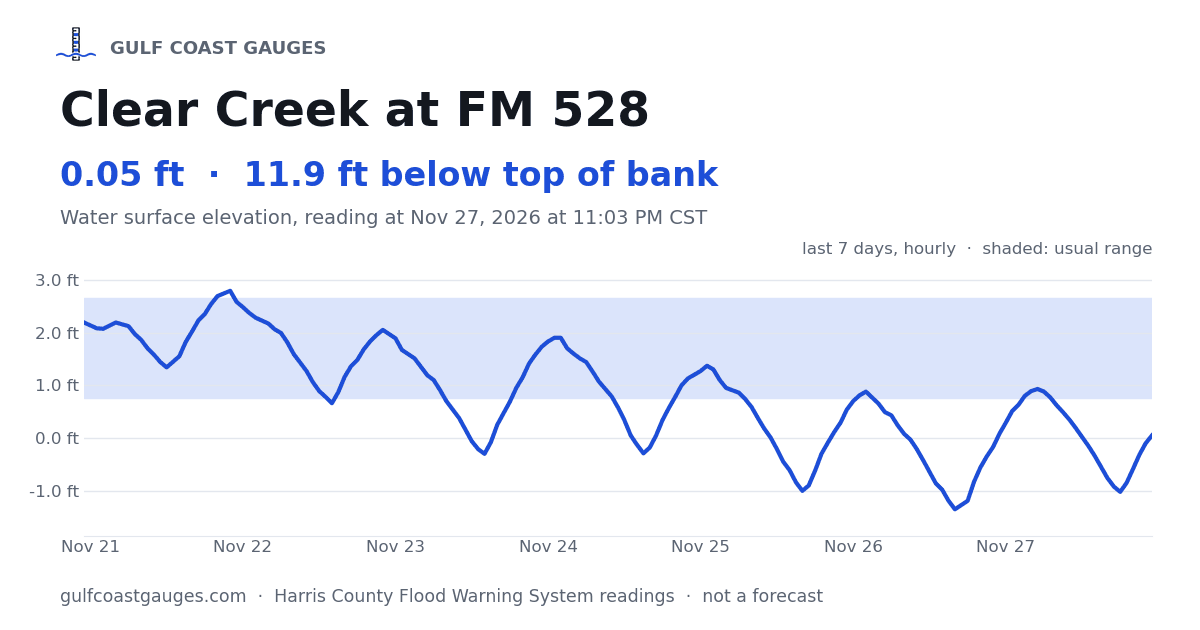 GULF COAST GAUGES
Clear Creek at FM 528
0.05 ft · 11.9 ft below top of bank
Water surface elevation, reading at Nov 27, 2026 at 11:03 PM CST
last 7 days, hourly · shaded: usual range
3.0 ft
2.0 ft
1.0 ft
0.0 ft
-1.0 ft
Nov 21 Nov 22 Nov 23 Nov 24 Nov 25 Nov 26 Nov 27
gulfcoastgauges.com · Harris County Flood Warning System readings · not a forecast